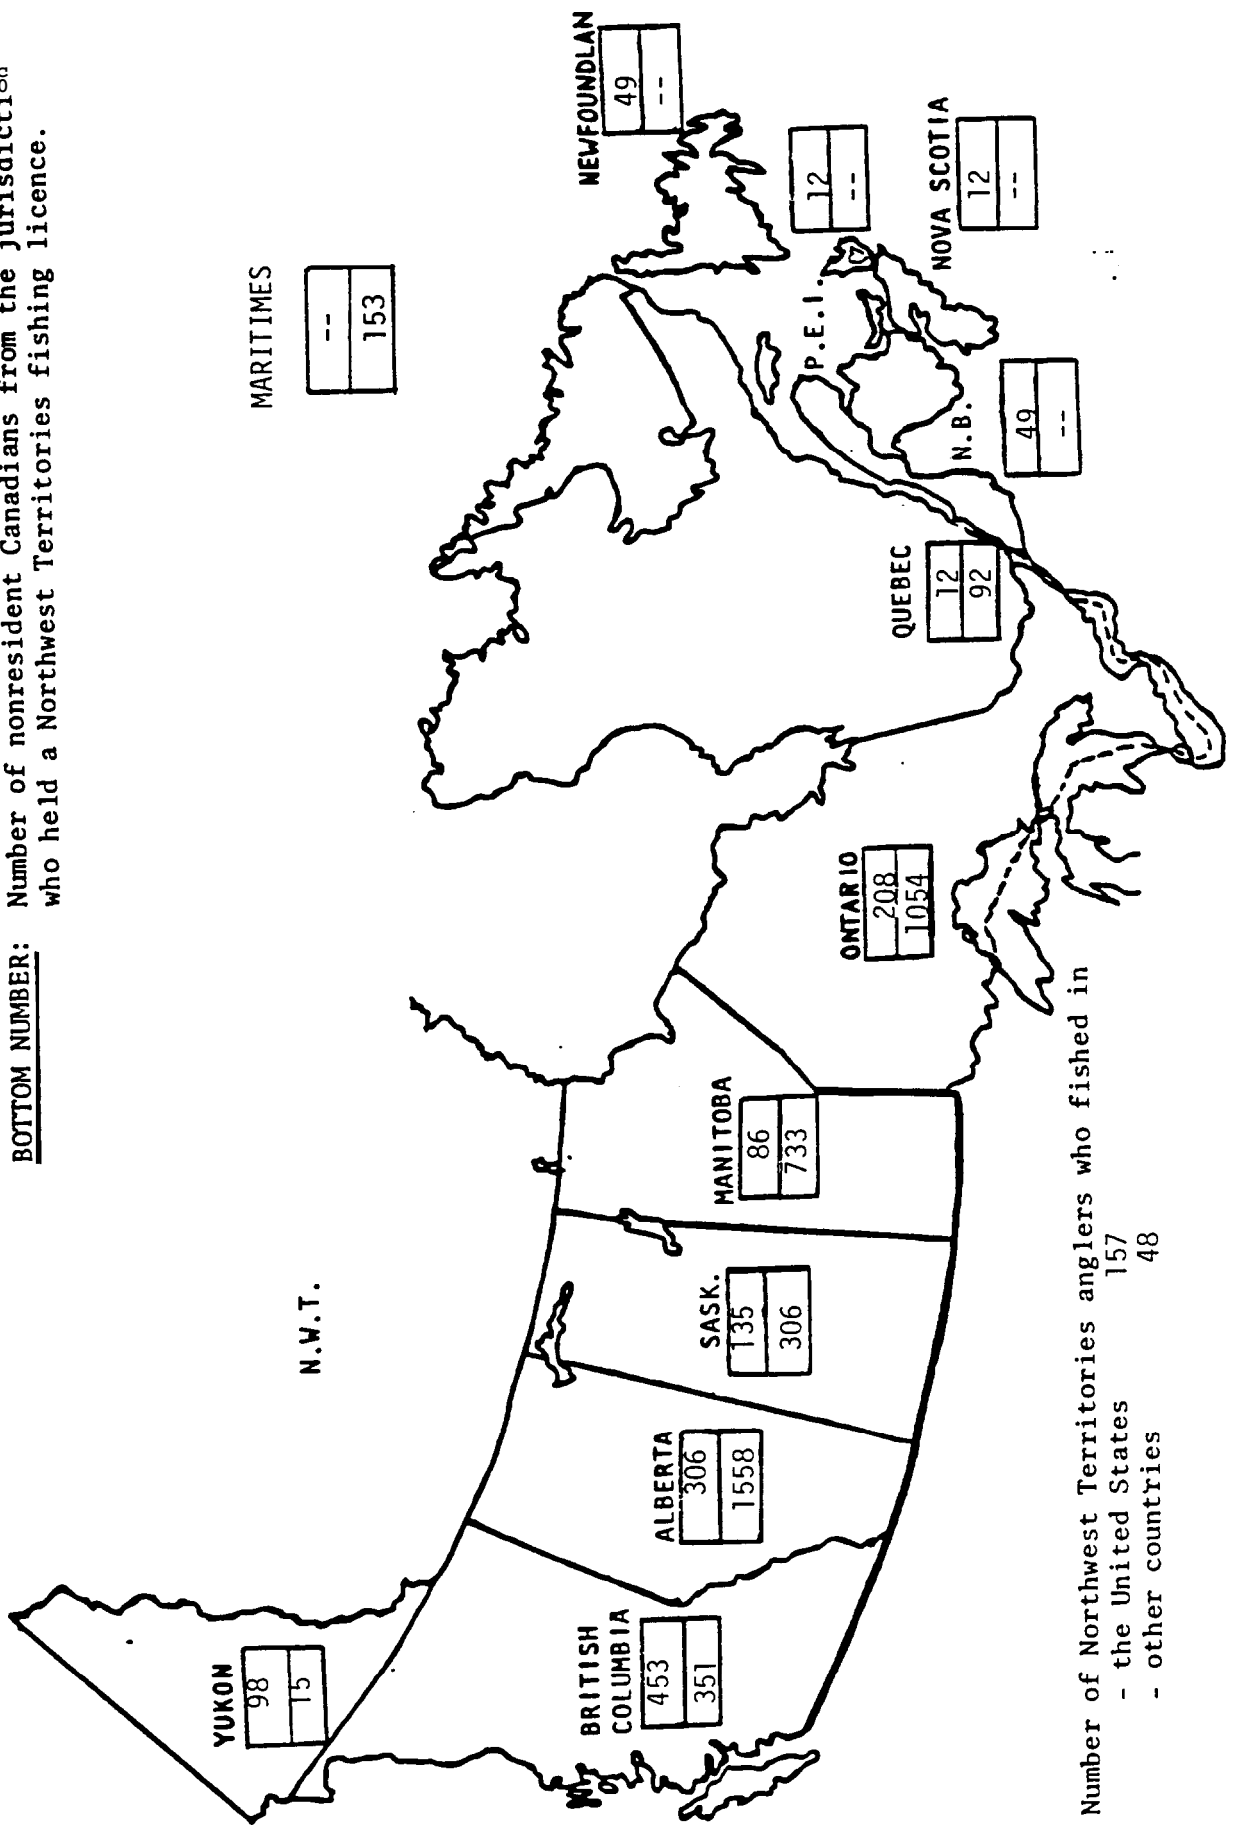 BOTTOM NUMBER: Number of nonresident Canadians from the jurisdiction
who held a Northwest Territories fishing licence.
MARITIMES
--
153
NEWFOUNDLAN
49
--
YUKON
98
15
N.W.T.
BRITISH
COLUMBIA
453
351
ALBERTA
306
1558
SASK.
135
306
MANITOBA
86
733
ONTARIO
208
1054
QUEBEC
12
92
P.E.I.
12
--
NOVA SCOTIA
12
--
N.B.
49
--
Number of Northwest Territories anglers who fished in
- the United States 157
- other countries 48